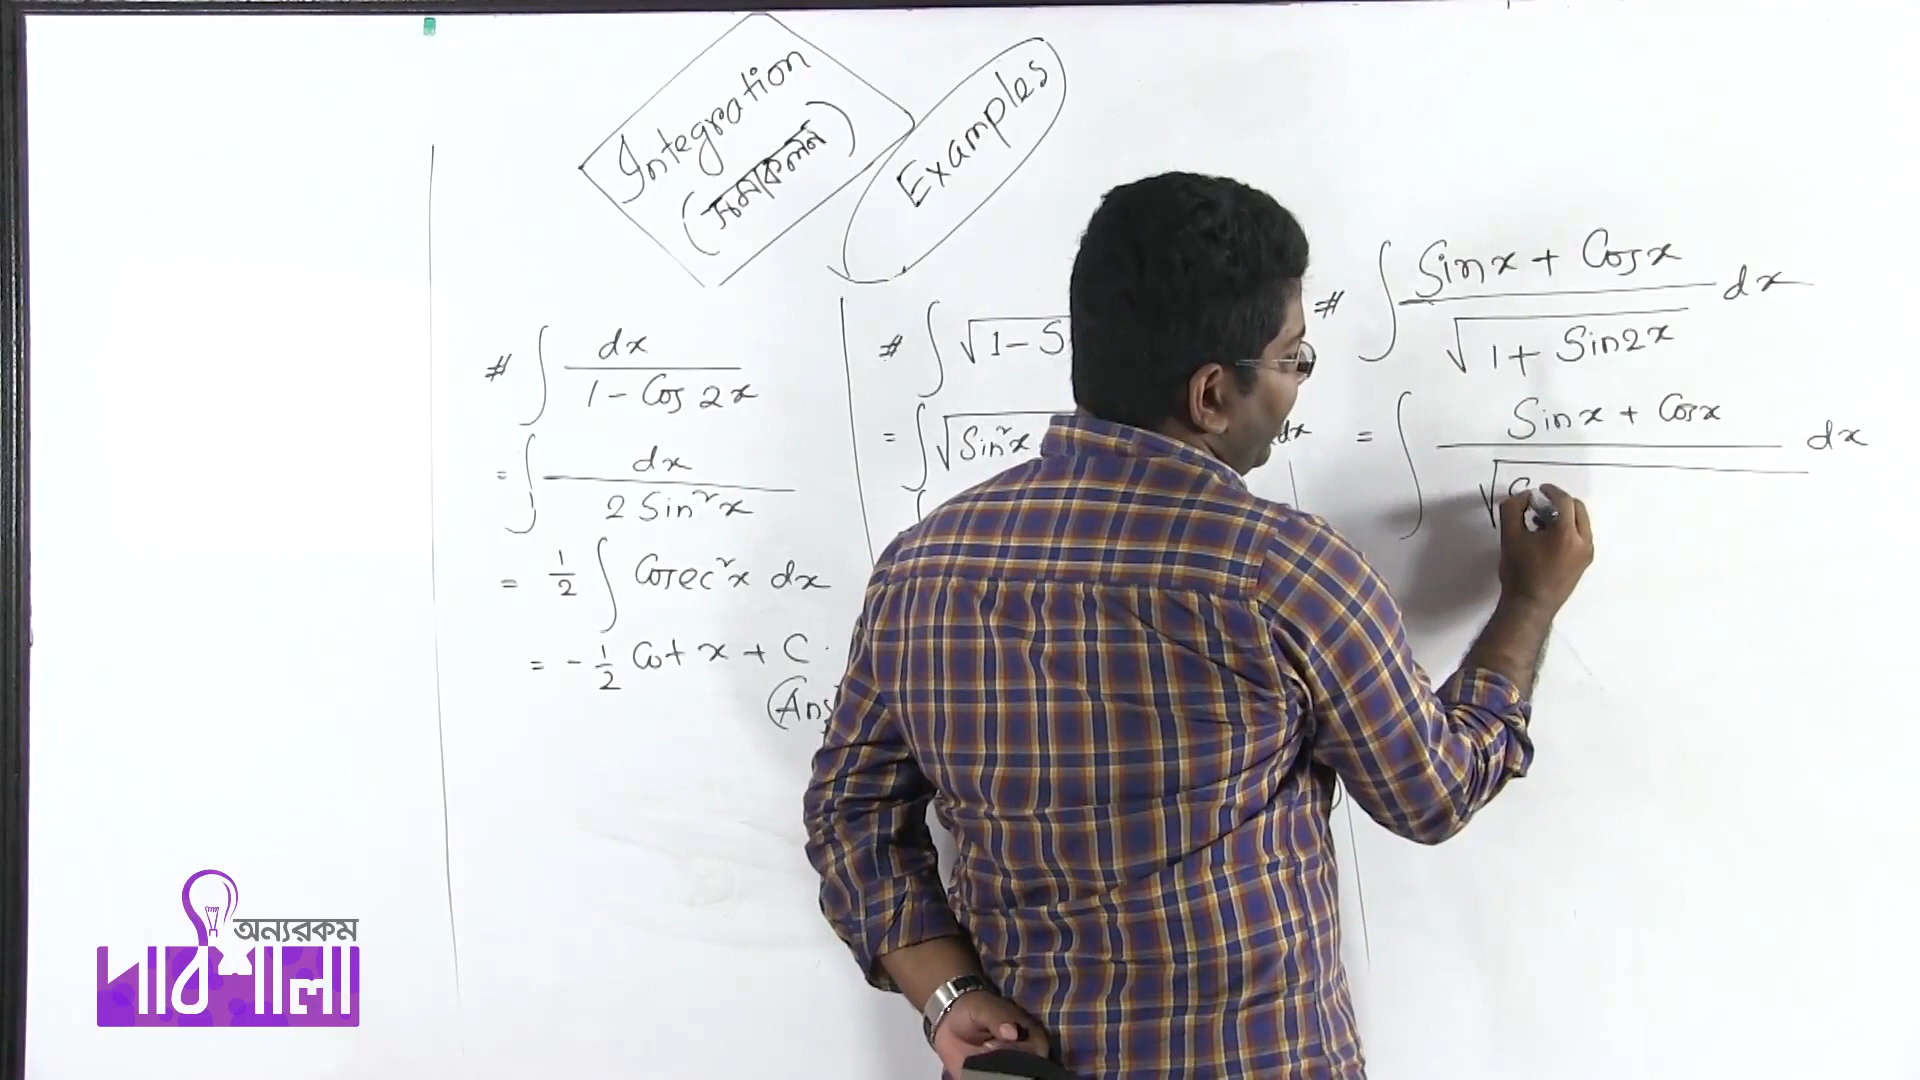 Integration
(সমাকলন)
Examples
# ∫ dx / (1 - Cos 2x)
= ∫ dx / (2 Sin²x)
= 1/2 ∫ Cosec²x dx
= - 1/2 Cot x + C.
(Ans
# ∫ √1 - S
= ∫ √Sin²x
dx
# ∫ (Sinx + Cosx) / √(1 + Sin2x) dx
= ∫ (Sinx + Cosx) / √ dx
অন্যরকম
পাঠশালা